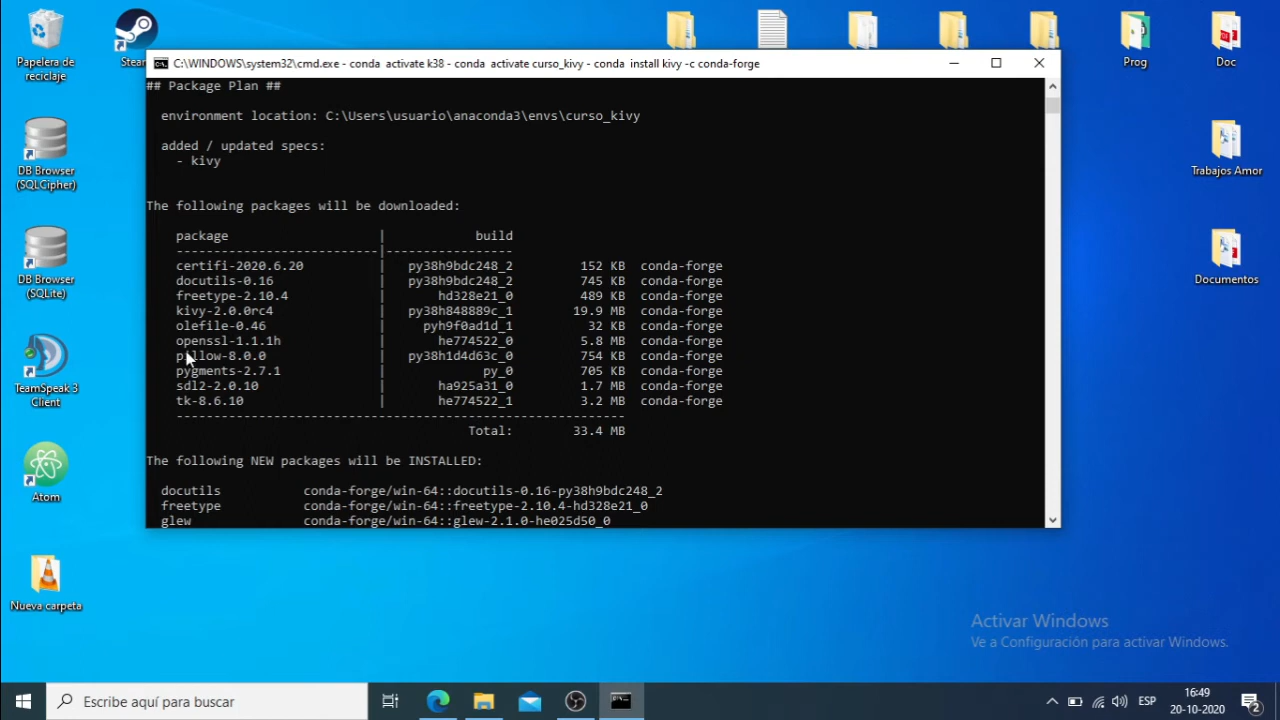 Papelera de
reciclaje
Stea
DB Browser
(SQLCipher)
DB Browser
(SQLite)
TeamSpeak 3
Client
Atom
Nueva carpeta
C:\WINDOWS\system32\cmd.exe - conda activate k38 - conda activate curso_kivy - conda install kivy -c conda-forge
## Package Plan ##
environment location: C:\Users\usuario\anaconda3\envs\curso_kivy
added / updated specs:
- kivy
The following packages will be downloaded:
package | build
---------------------------|-----------------
certifi-2020.6.20 | py38h9bdc248_2 152 KB conda-forge
docutils-0.16 | py38h9bdc248_2 745 KB conda-forge
freetype-2.10.4 | hd328e21_0 489 KB conda-forge
kivy-2.0.0rc4 | py38h848889c_1 19.9 MB conda-forge
olefile-0.46 | pyh9f0ad1d_1 32 KB conda-forge
openssl-1.1.1h | he774522_0 5.8 MB conda-forge
pillow-8.0.0 | py38h1d4d63c_0 754 KB conda-forge
pygments-2.7.1 | py_0 705 KB conda-forge
sdl2-2.0.10 | ha925a31_0 1.7 MB conda-forge
tk-8.6.10 | he774522_1 3.2 MB conda-forge
------------------------------------------------------------
Total: 33.4 MB
The following NEW packages will be INSTALLED:
docutils conda-forge/win-64::docutils-0.16-py38h9bdc248_2
freetype conda-forge/win-64::freetype-2.10.4-hd328e21_0
glew conda-forge/win-64::glew-2.1.0-he025d50_0
Prog
Doc
Trabajos Amor
Documentos
Activar Windows
Ve a Configuración para activar Windows.
Escribe aquí para buscar
ESP
16:49
20-10-2020
2